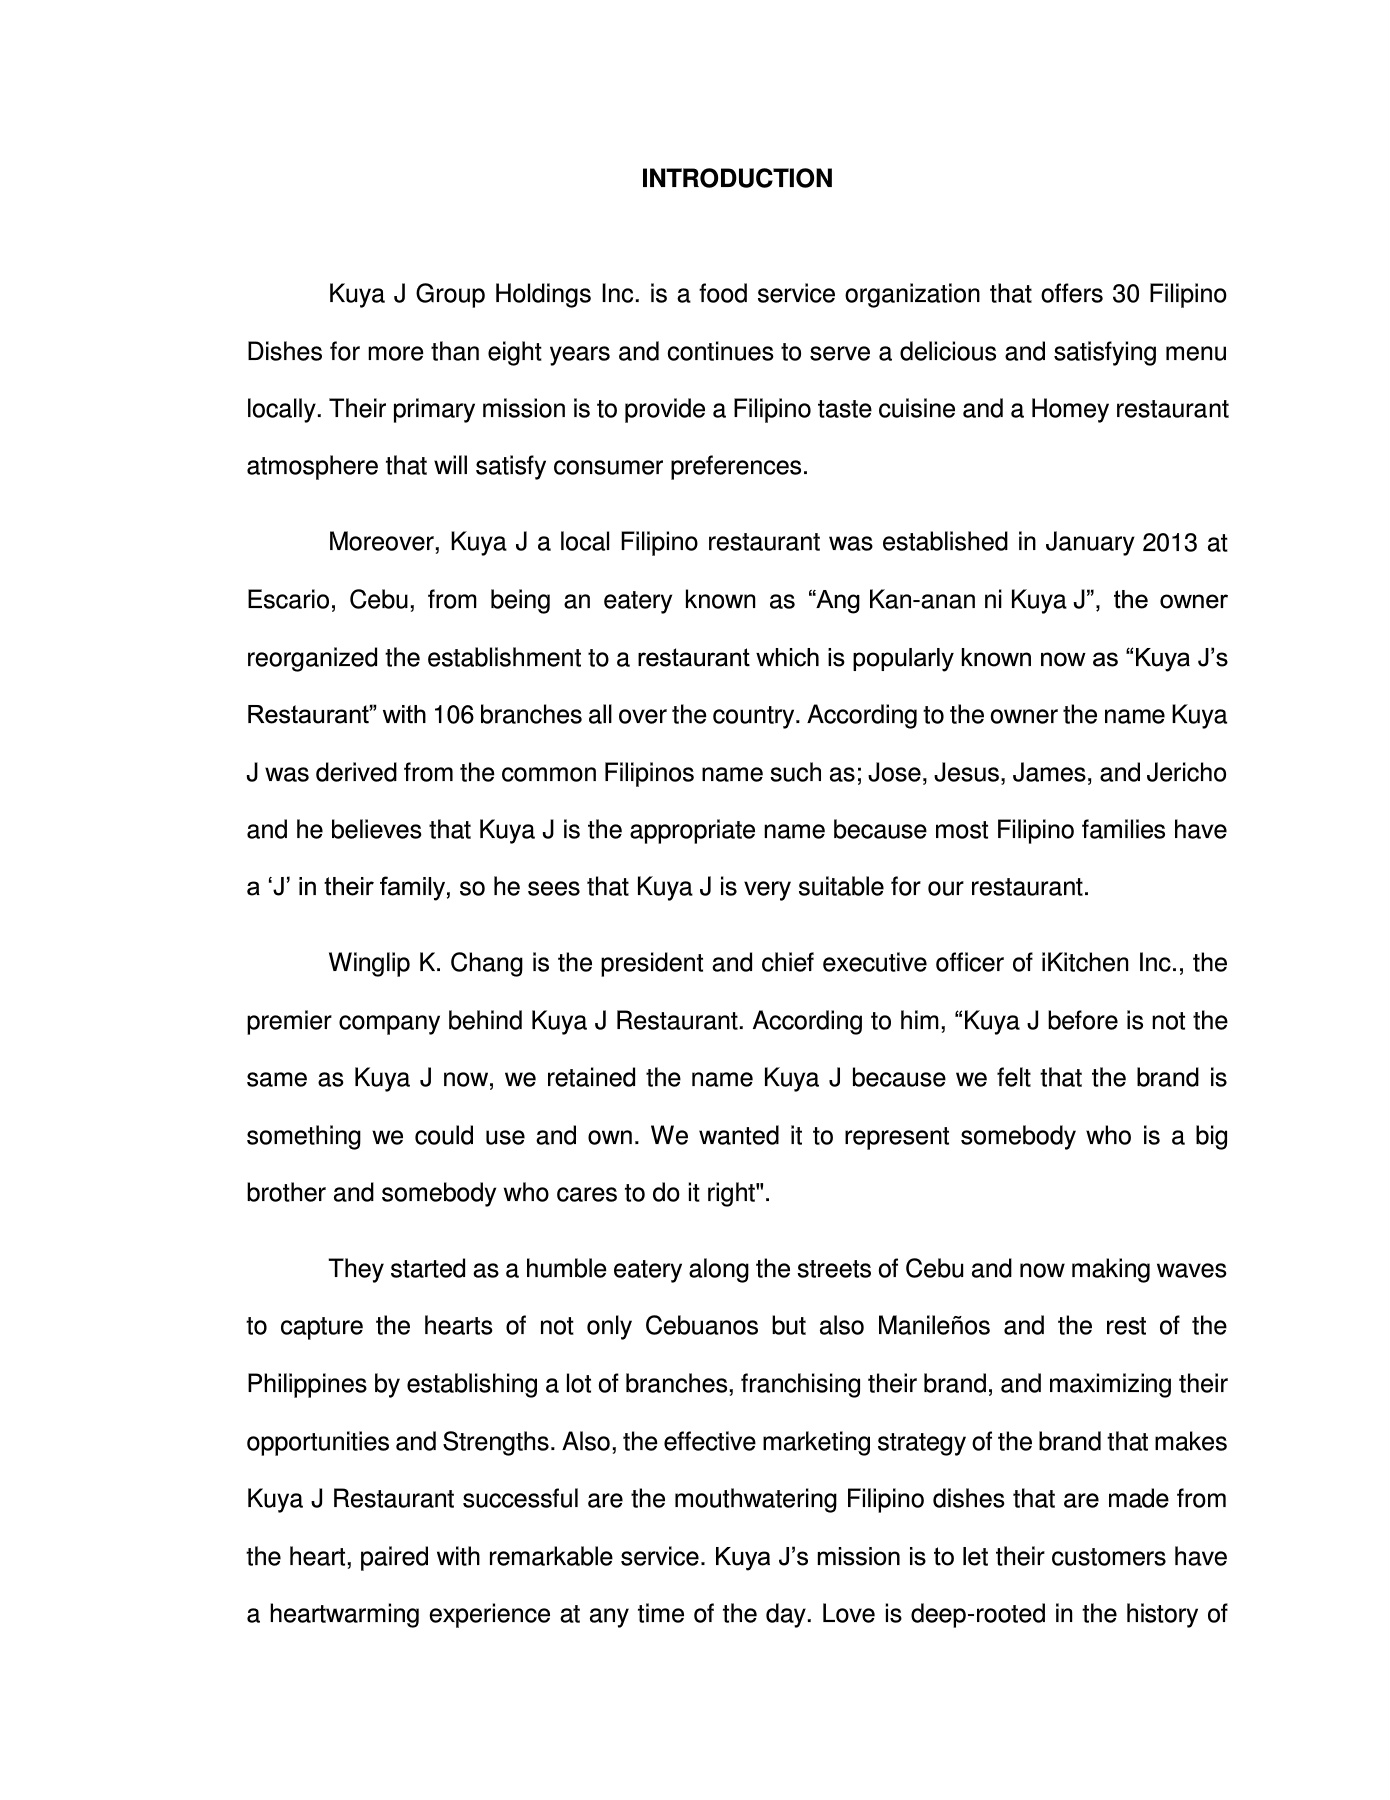 INTRODUCTION
Kuya J Group Holdings Inc. is a food service organization that offers 30 Filipino
Dishes for more than eight years and continues to serve a delicious and satisfying menu
locally. Their primary mission is to provide a Filipino taste cuisine and a Homey restaurant
atmosphere that will satisfy consumer preferences.
Moreover, Kuya J a local Filipino restaurant was established in January 2013 at
Escario, Cebu, from being an eatery known as “Ang Kan-anan ni Kuya J”, the owner
reorganized the establishment to a restaurant which is popularly known now as “Kuya J’s
Restaurant” with 106 branches all over the country. According to the owner the name Kuya
J was derived from the common Filipinos name such as; Jose, Jesus, James, and Jericho
and he believes that Kuya J is the appropriate name because most Filipino families have
a ‘J’ in their family, so he sees that Kuya J is very suitable for our restaurant.
Winglip K. Chang is the president and chief executive officer of iKitchen Inc., the
premier company behind Kuya J Restaurant. According to him, “Kuya J before is not the
same as Kuya J now, we retained the name Kuya J because we felt that the brand is
something we could use and own. We wanted it to represent somebody who is a big
brother and somebody who cares to do it right".
They started as a humble eatery along the streets of Cebu and now making waves
to capture the hearts of not only Cebuanos but also Manileños and the rest of the
Philippines by establishing a lot of branches, franchising their brand, and maximizing their
opportunities and Strengths. Also, the effective marketing strategy of the brand that makes
Kuya J Restaurant successful are the mouthwatering Filipino dishes that are made from
the heart, paired with remarkable service. Kuya J’s mission is to let their customers have
a heartwarming experience at any time of the day. Love is deep-rooted in the history of